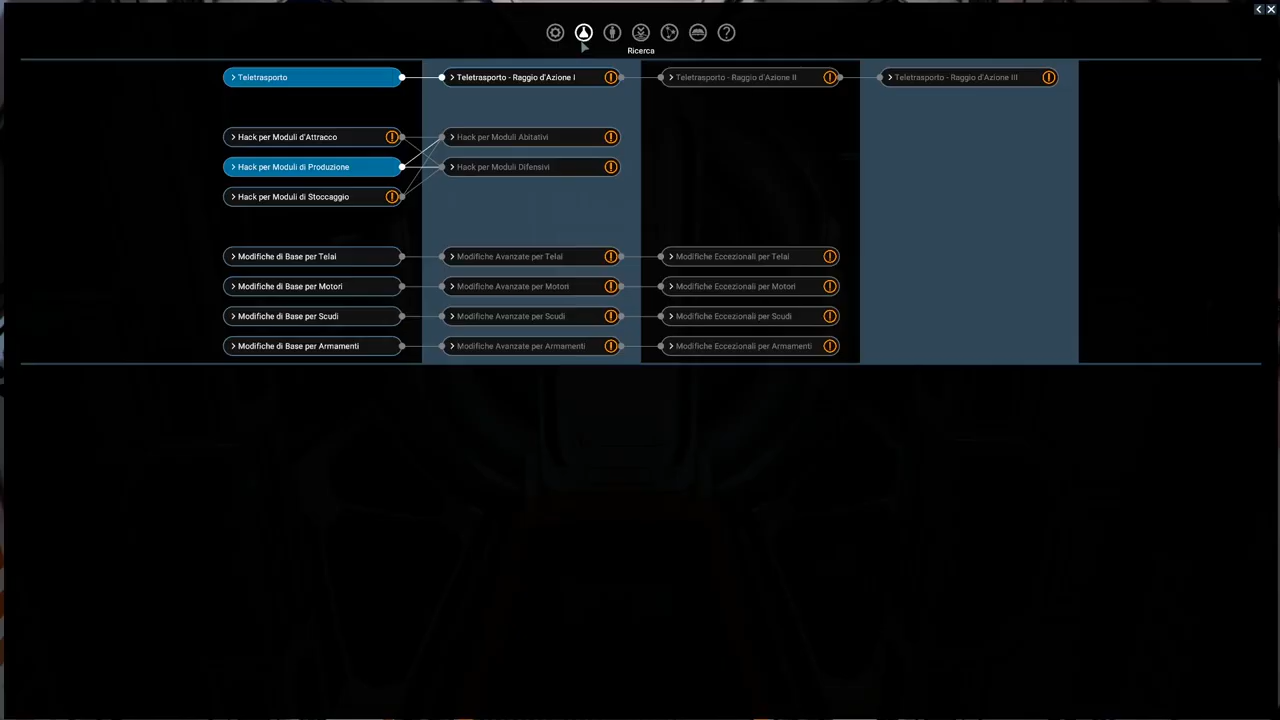 Ricerca
Teletrasporto
Teletrasporto - Raggio d'Azione I
Teletrasporto - Raggio d'Azione II
Teletrasporto - Raggio d'Azione III
Hack per Moduli d'Attracco
Hack per Moduli Abitativi
Hack per Moduli di Produzione
Hack per Moduli Difensivi
Hack per Moduli di Stoccaggio
Modifiche di Base per Telai
Modifiche Avanzate per Telai
Modifiche Eccezionali per Telai
Modifiche di Base per Motori
Modifiche Avanzate per Motori
Modifiche Eccezionali per Motori
Modifiche di Base per Scudi
Modifiche Avanzate per Scudi
Modifiche Eccezionali per Scudi
Modifiche di Base per Armamenti
Modifiche Avanzate per Armamenti
Modifiche Eccezionali per Armamenti